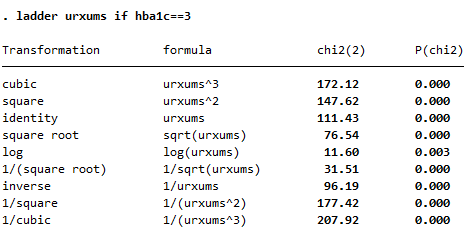 . ladder urxums if hba1c==3
Transformation formula chi2(2) P(chi2)
cubic urxums^3 172.12 0.000
square urxums^2 147.62 0.000
identity urxums 111.43 0.000
square root sqrt(urxums) 76.54 0.000
log log(urxums) 11.60 0.003
1/(square root) 1/sqrt(urxums) 31.51 0.000
inverse 1/urxums 96.19 0.000
1/square 1/(urxums^2) 177.42 0.000
1/cubic 1/(urxums^3) 207.92 0.000